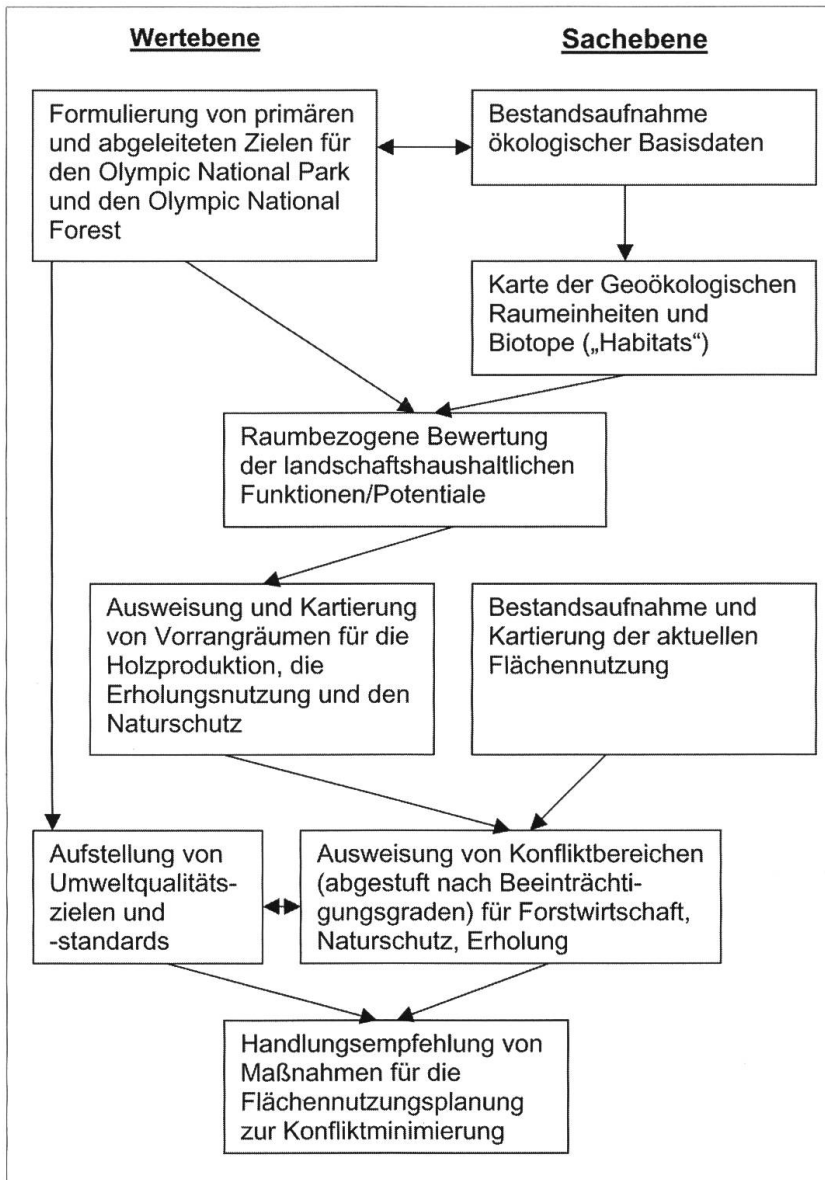 Wertebene
Sachebene
Formulierung von primären
und abgeleiteten Zielen für
den Olympic National Park
und den Olympic National
Forest
Bestandsaufnahme
ökologischer Basisdaten
Karte der Geoökologischen
Raumeinheiten und
Biotope („Habitats“)
Raumbezogene Bewertung
der landschaftshaushaltlichen
Funktionen/Potentiale
Ausweisung und Kartierung
von Vorrangräumen für die
Holzproduktion, die
Erholungsnutzung und den
Naturschutz
Bestandsaufnahme und
Kartierung der aktuellen
Flächennutzung
Aufstellung von
Umweltqualitäts-
zielen und
-standards
Ausweisung von Konfliktbereichen
(abgestuft nach Beeinträchti-
gungsgraden) für Forstwirtschaft,
Naturschutz, Erholung
Handlungsempfehlung von
Maßnahmen für die
Flächennutzungsplanung
zur Konfliktminimierung